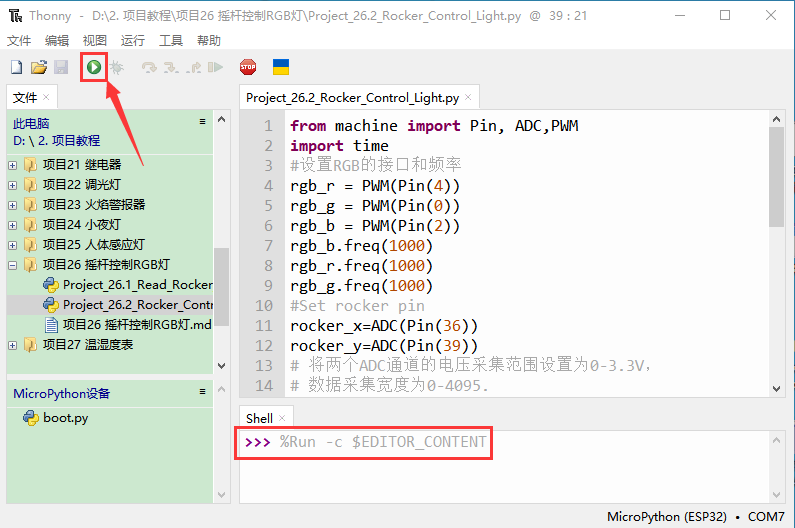 Thonny - D:\2. 项目教程\项目26 摇杆控制RGB灯\Project_26.2_Rocker_Control_Light.py @ 39 : 21
文件 编辑 视图 运行 工具 帮助
STOP
文件
此电脑
D: \ 2. 项目教程
项目21 继电器
项目22 调光灯
项目23 火焰警报器
项目24 小夜灯
项目25 人体感应灯
项目26 摇杆控制RGB灯
Project_26.1_Read_Rocker
Project_26.2_Rocker_Contr
项目26 摇杆控制RGB灯.md
项目27 温湿度表
MicroPython设备
boot.py
Project_26.2_Rocker_Control_Light.py
1 from machine import Pin, ADC,PWM
2 import time
3 #设置RGB的接口和频率
4 rgb_r = PWM(Pin(4))
5 rgb_g = PWM(Pin(0))
6 rgb_b = PWM(Pin(2))
7 rgb_b.freq(1000)
8 rgb_r.freq(1000)
9 rgb_g.freq(1000)
10 #Set rocker pin
11 rocker_x=ADC(Pin(36))
12 rocker_y=ADC(Pin(39))
13 # 将两个ADC通道的电压采集范围设置为0-3.3V，
14 # 数据采集宽度为0-4095.
Shell
>>> %Run -c $EDITOR_CONTENT
MicroPython (ESP32) • COM7